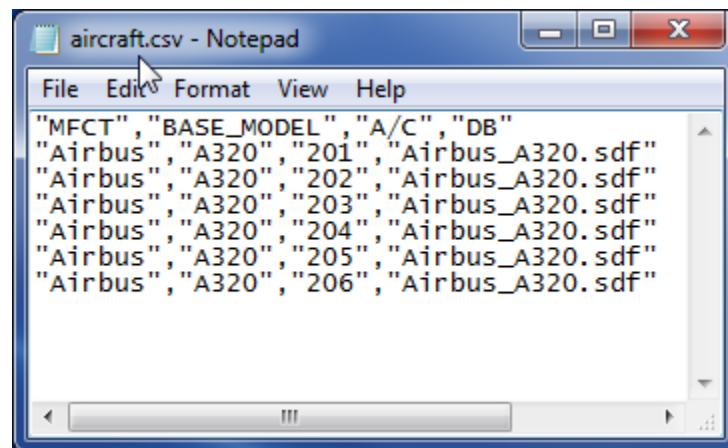 aircraft.csv - Notepad
File Edit Format View Help
"MFCT","BASE_MODEL","A/C","DB"
"Airbus","A320","201","Airbus_A320.sdf"
"Airbus","A320","202","Airbus_A320.sdf"
"Airbus","A320","203","Airbus_A320.sdf"
"Airbus","A320","204","Airbus_A320.sdf"
"Airbus","A320","205","Airbus_A320.sdf"
"Airbus","A320","206","Airbus_A320.sdf"